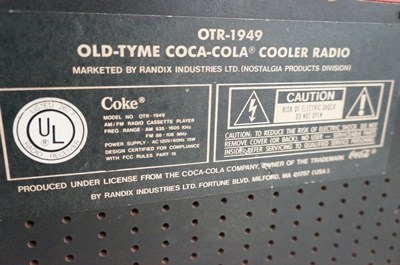 OTR-1949
OLD-TYME COCA-COLA® COOLER RADIO
MARKETED BY RANDIX INDUSTRIES LTD. (NOSTALGIA PRODUCTS DIVISION)
UL
®
Coke®
MODEL NO OTR-1949
AM/FM RADIO CASSETTE PLAYER
FREQ. RANGE - AM 535-1605 KHz
FM 88-108 MHz
POWER SUPPLY: AC 120V/60Hz 15W
DESIGN CERTIFIED FOR COMPLIANCE
WITH FCC RULES PART 15
CAUTION
RISK OF ELECTRIC SHOCK
DO NOT OPEN
CAUTION: TO REDUCE THE RISK OF ELECTRIC SHOCK DO NOT
REMOVE COVER (OR BACK). NO USER SERVICEABLE PARTS
INSIDE REFER SERVICING TO QUALIFIED SERVICE PERSONNEL.
PRODUCED UNDER LICENSE BY THE COCA-COLA COMPANY, OWNER OF THE TRADEMARK
Coca-Cola
BY RANDIX INDUSTRIES LTD. FORTUNE BLVD. MILFORD, MA 01757 (USA).